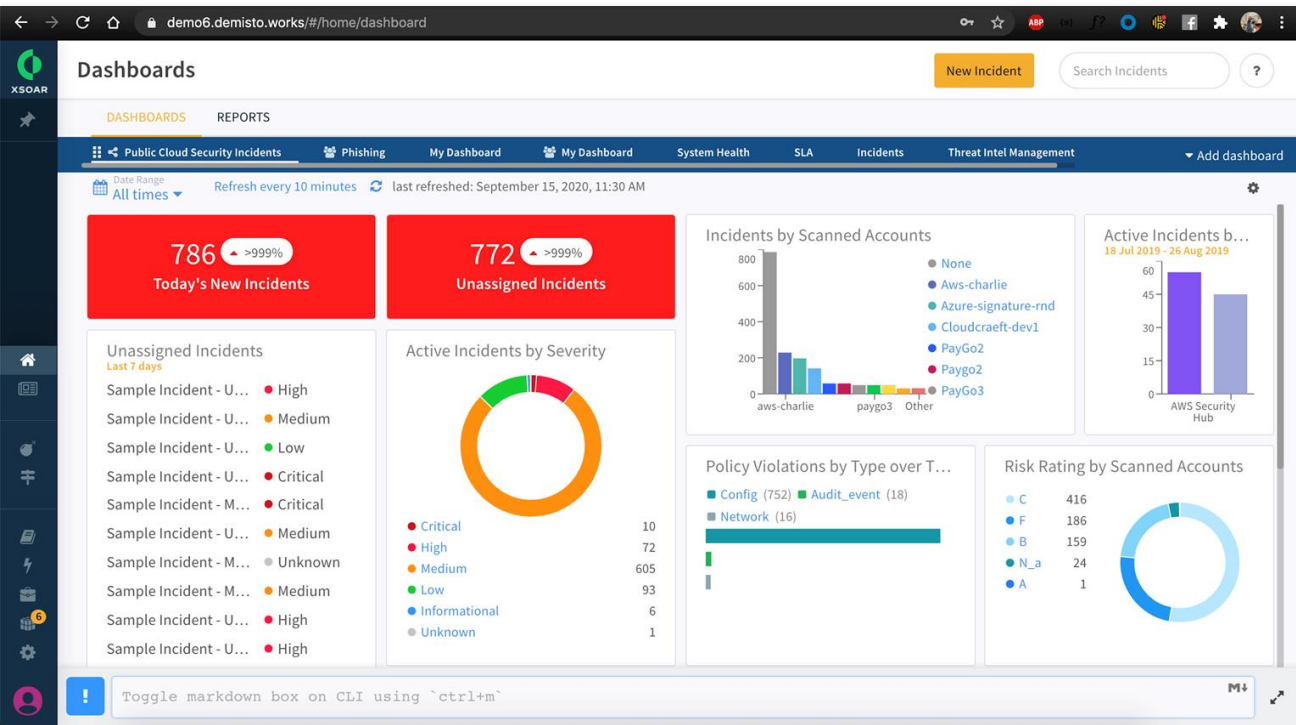 demo6.demisto.works/#/home/dashboard
ABP
f?
XSOAR
Dashboards
New Incident
Search Incidents
?
DASHBOARDS
REPORTS
Public Cloud Security Incidents
Phishing
My Dashboard
My Dashboard
System Health
SLA
Incidents
Threat Intel Management
Add dashboard
Date Range
All times
Refresh every 10 minutes
last refreshed: September 15, 2020, 11:30 AM
786 >999%
Today's New Incidents
772 >999%
Unassigned Incidents
Incidents by Scanned Accounts
800
600
400
200
0
aws-charlie
paygo3
Other
None
Aws-charlie
Azure-signature-rnd
Cloudcraeft-dev1
PayGo2
Paygo2
PayGo3
Active Incidents b...
18 Jul 2019 - 26 Aug 2019
60
45
30
15
0
AWS Security
Hub
Unassigned Incidents
Last 7 days
Sample Incident - U... High
Sample Incident - U... Medium
Sample Incident - U... Low
Sample Incident - U... Critical
Sample Incident - M... Critical
Sample Incident - U... Medium
Sample Incident - M... Unknown
Sample Incident - M... Medium
Sample Incident - U... High
Sample Incident - U... High
Active Incidents by Severity
Critical 10
High 72
Medium 605
Low 93
Informational 6
Unknown 1
Policy Violations by Type over T...
Config (752) Audit_event (18)
Network (16)
Risk Rating by Scanned Accounts
C 416
F 186
B 159
N_a 24
A 1
6
!
Toggle markdown box on CLI using `ctrl+m`
M